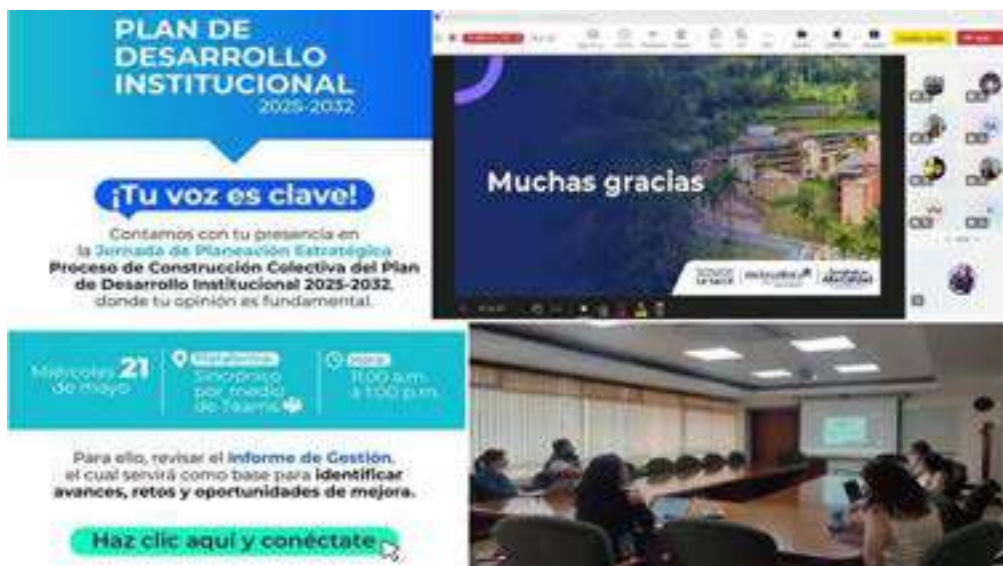 PLAN DE
DESARROLLO
INSTITUCIONAL
2025-2032
¡Tu voz es clave!
Contamos con tu presencia en
la Jornada de Planeación Estratégica
Proceso de Construcción Colectiva del Plan
de Desarrollo Institucional 2025-2032,
donde tu opinión es fundamental.
Miércoles 21
de mayo
Plataforma:
Sincrónico
por medio
de Teams
Hora:
11:00 a.m.
a 1:00 p.m.
Para ello, revisar el Informe de Gestión,
el cual servirá como base para identificar
avances, retos y oportunidades de mejora.
Haz clic aquí y conéctate
Muchas gracias